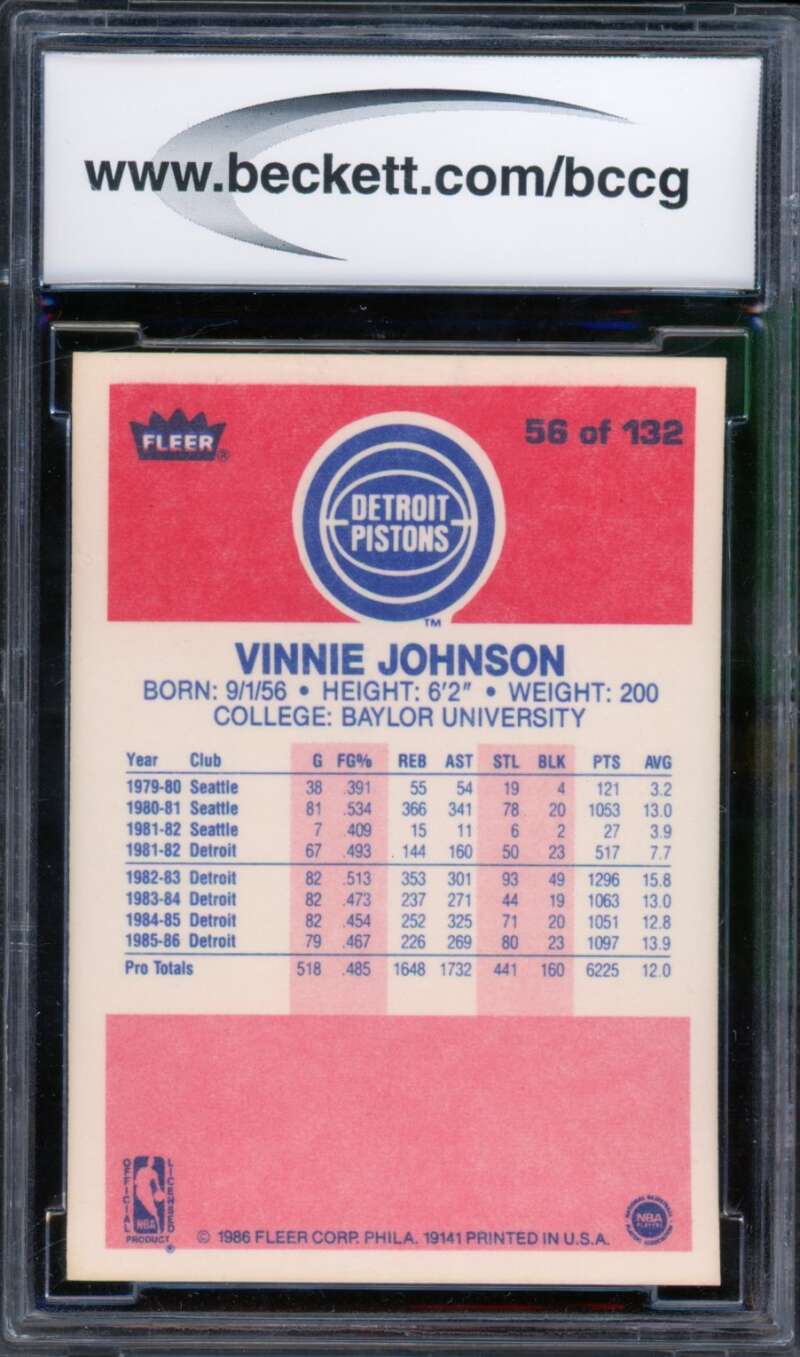 www.beckett.com/bccg
FLEER®
56 of 132
DETROIT
PISTONS
TM
VINNIE JOHNSON
BORN: 9/1/56 • HEIGHT: 6'2" • WEIGHT: 200
COLLEGE: BAYLOR UNIVERSITY
Year Club G FG% REB AST STL BLK PTS AVG
1979-80 Seattle 38 .391 55 54 19 4 121 3.2
1980-81 Seattle 81 .534 366 341 78 20 1053 13.0
1981-82 Seattle 7 .409 15 11 6 2 27 3.9
1981-82 Detroit 67 .493 144 160 50 23 517 7.7
1982-83 Detroit 82 .513 353 301 93 49 1296 15.8
1983-84 Detroit 82 .473 237 271 44 19 1063 13.0
1984-85 Detroit 82 .454 252 325 71 20 1051 12.8
1985-86 Detroit 79 .467 226 269 80 23 1097 13.9
Pro Totals 518 .485 1648 1732 441 160 6225 12.0
OFFICIAL
LICENSED
NBA
PRODUCT
®
© 1986 FLEER CORP. PHILA. 19141 PRINTED IN U.S.A.
NATIONAL BASKETBALL
NBA
PLAYERS
ASSOCIATION